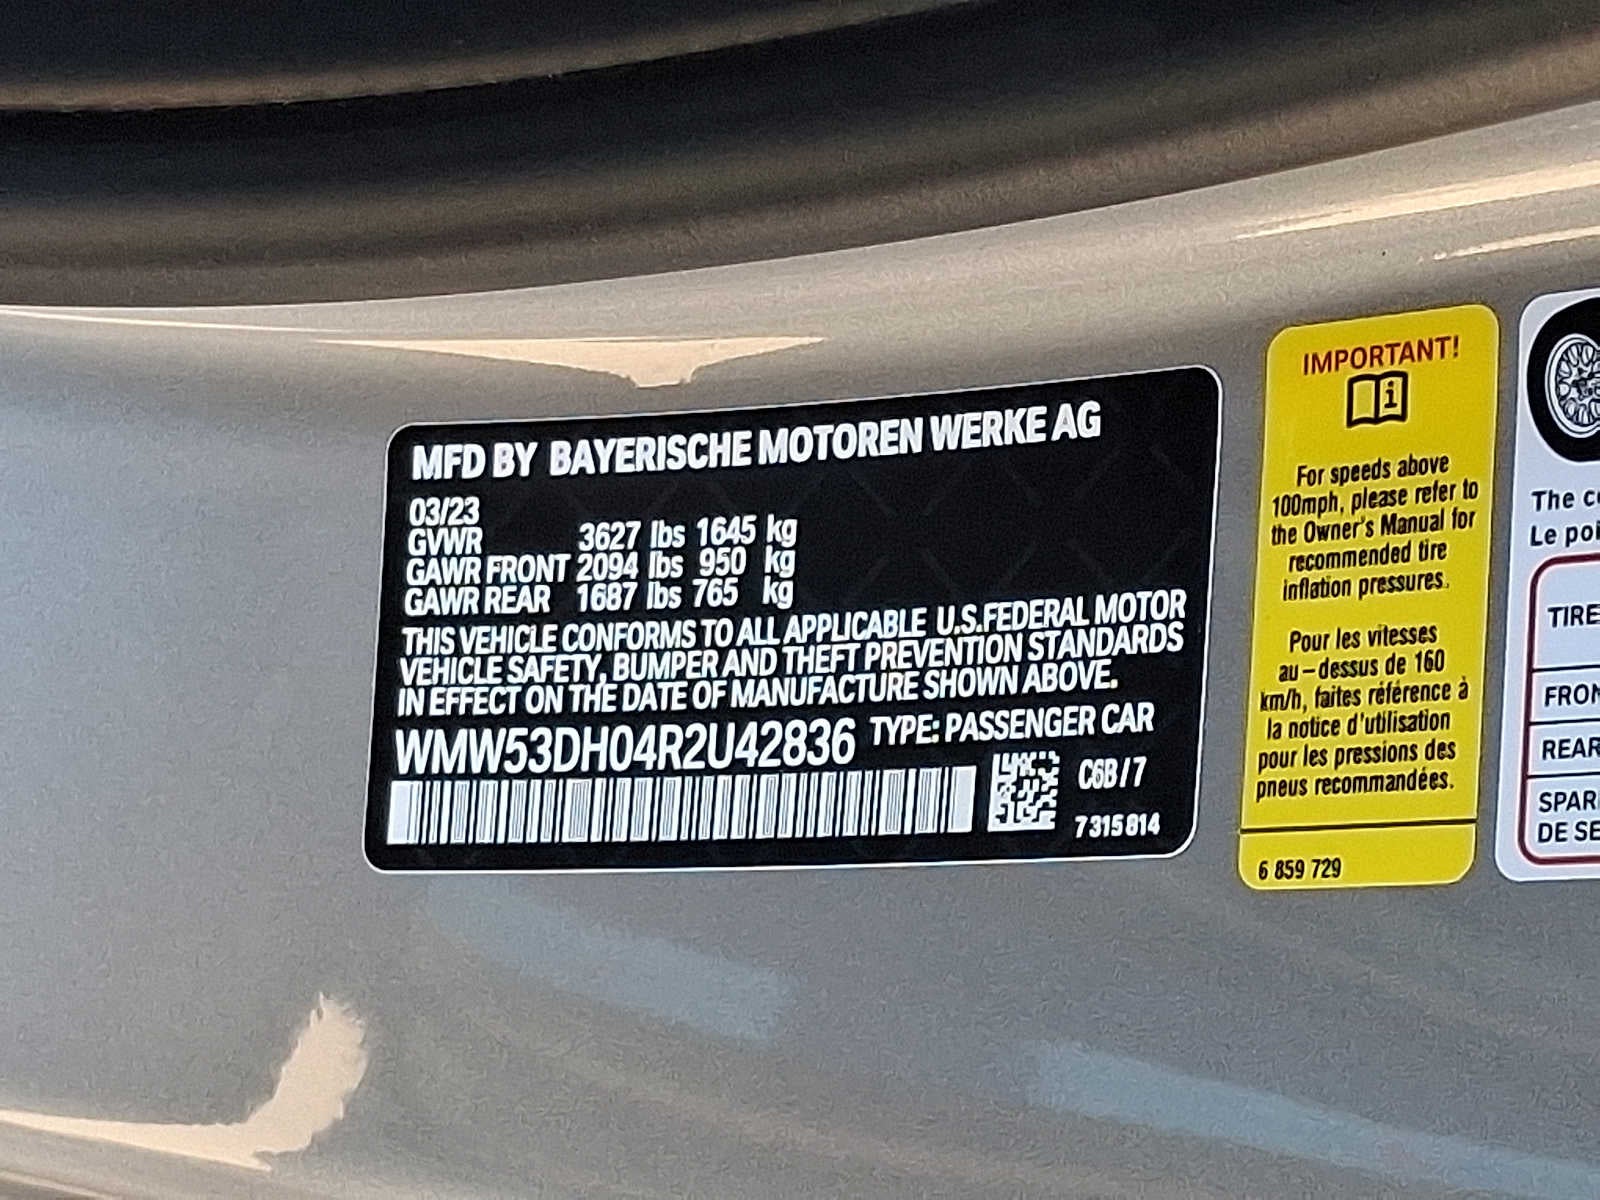 MFD BY BAYERISCHE MOTOREN WERKE AG
03/23
GVWR 3627 lbs 1645 kg
GAWR FRONT 2094 lbs 950 kg
GAWR REAR 1687 lbs 765 kg
THIS VEHICLE CONFORMS TO ALL APPLICABLE U.S.FEDERAL MOTOR
VEHICLE SAFETY, BUMPER AND THEFT PREVENTION STANDARDS
IN EFFECT ON THE DATE OF MANUFACTURE SHOWN ABOVE.
WMW53DH04R2U42836 TYPE: PASSENGER CAR
C6B/7
7 315 814
IMPORTANT!
i
For speeds above
100mph, please refer to
the Owner's Manual for
recommended tire
inflation pressures.
Pour les vitesses
au-dessus de 160
km/h, faites référence à
la notice d'utilisation
pour les pressions des
pneus recommandées.
6 859 729
The
Le
TIRE
DE